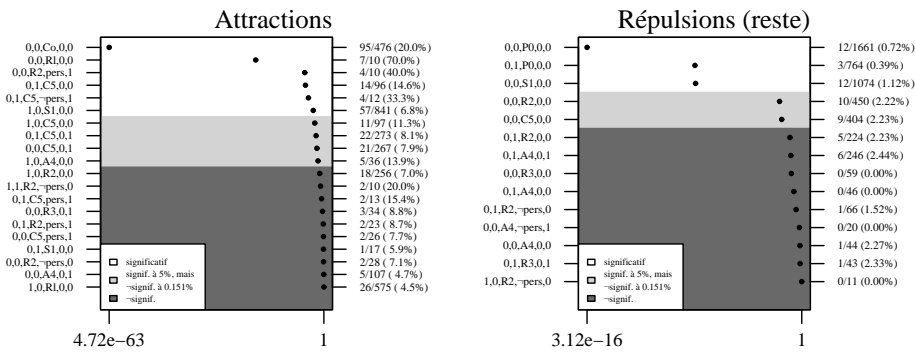 Attractions
0,0,Co,0,0 95/476 (20.0%)
0,0,Rl,0,0 7/10 (70.0%)
0,0,R2,pers,1 4/10 (40.0%)
0,1,C5,0,0 14/96 (14.6%)
0,1,C5,¬pers,1 4/12 (33.3%)
1,0,S1,0,0 57/841 ( 6.8%)
1,0,C5,0,0 11/97 (11.3%)
0,1,C5,0,1 22/273 ( 8.1%)
0,0,C5,0,1 21/267 ( 7.9%)
1,0,A4,0,0 5/36 (13.9%)
1,0,R2,0,0 18/256 ( 7.0%)
1,1,R2,¬pers,0 2/10 (20.0%)
0,1,C5,pers,1 2/13 (15.4%)
0,0,R3,0,1 3/34 ( 8.8%)
0,1,R2,pers,1 2/23 ( 8.7%)
0,0,C5,pers,1 2/26 ( 7.7%)
0,1,S1,0,0 1/17 ( 5.9%)
0,0,R2,¬pers,0 2/28 ( 7.1%)
0,0,A4,0,1 5/107 ( 4.7%)
1,0,Rl,0,0 26/575 ( 4.5%)
significatif
signif. à 5%, mais
¬signif. à 0.151%
¬signif.
4.72e−63 1
Répulsions (reste)
0,0,P0,0,0 12/1661 (0.72%)
0,1,P0,0,0 3/764 (0.39%)
0,0,S1,0,0 12/1074 (1.12%)
0,0,R2,0,0 10/450 (2.22%)
0,0,C5,0,0 9/404 (2.23%)
0,1,R2,0,0 5/224 (2.23%)
0,1,A4,0,1 6/246 (2.44%)
0,0,R3,0,0 0/59 (0.00%)
0,1,A4,0,0 0/46 (0.00%)
0,1,R2,¬pers,0 1/66 (1.52%)
0,0,A4,¬pers,1 0/20 (0.00%)
0,0,A4,0,0 1/44 (2.27%)
0,1,R3,0,1 1/43 (2.33%)
1,0,R2,¬pers,0 0/11 (0.00%)
significatif
signif. à 5%, mais
¬signif. à 0.151%
¬signif.
3.12e−16 1